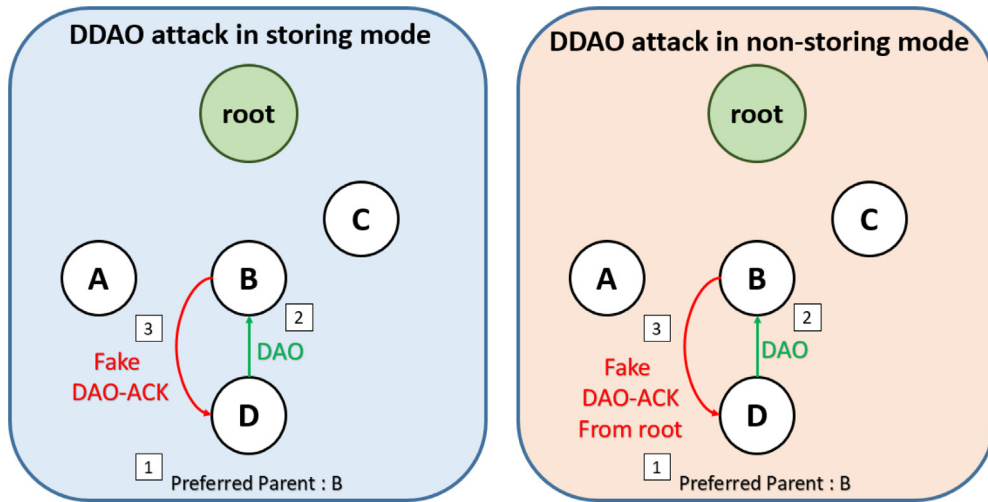 DDAO attack in storing mode
root
C
A
B
3
2
Fake
DAO-ACK
DAO
D
1
Preferred Parent : B
DDAO attack in non-storing mode
root
C
A
B
3
2
Fake
DAO-ACK
From root
DAO
D
1
Preferred Parent : B